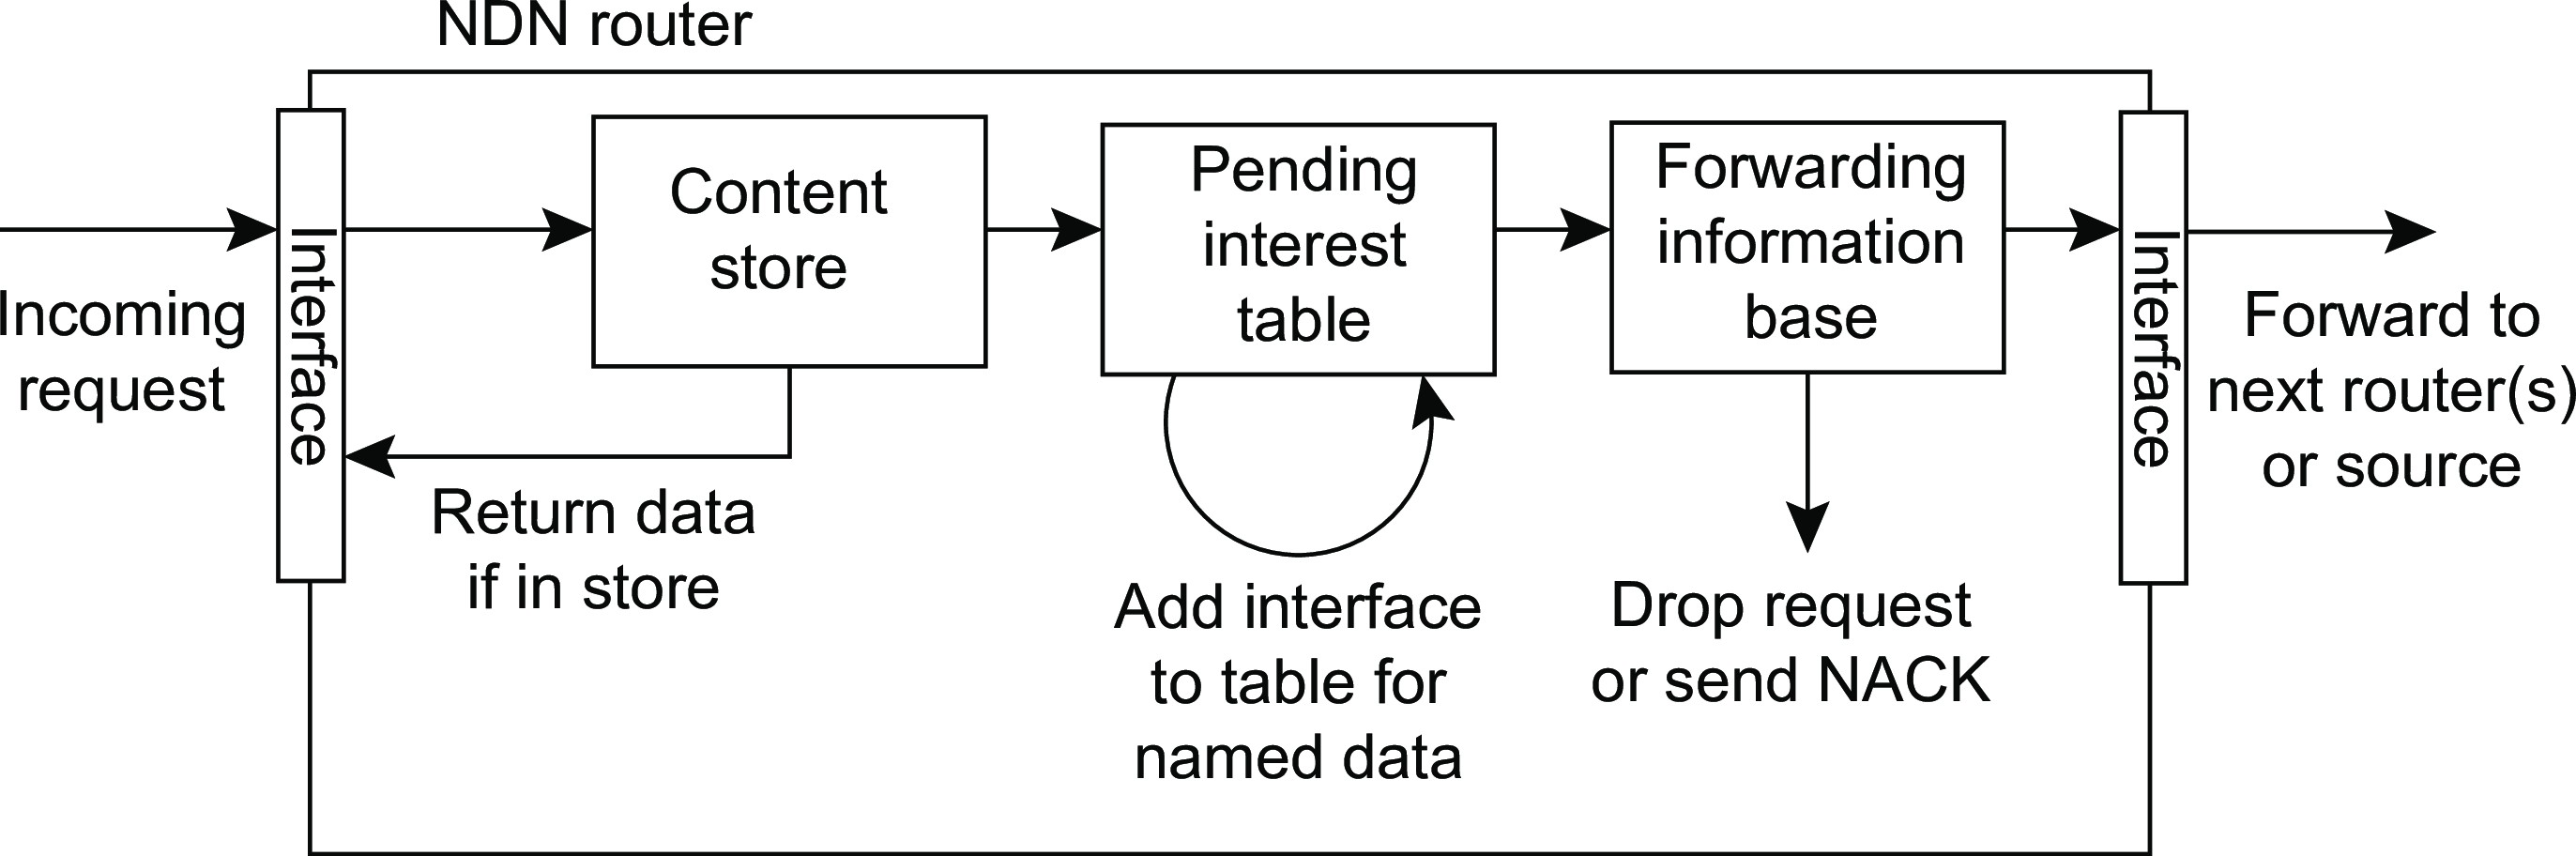 NDN router
Incoming
request
Interface
Content
store
Return data
if in store
Pending
interest
table
Add interface
to table for
named data
Forwarding
information
base
Drop request
or send NACK
Interface
Forward to
next router(s)
or source